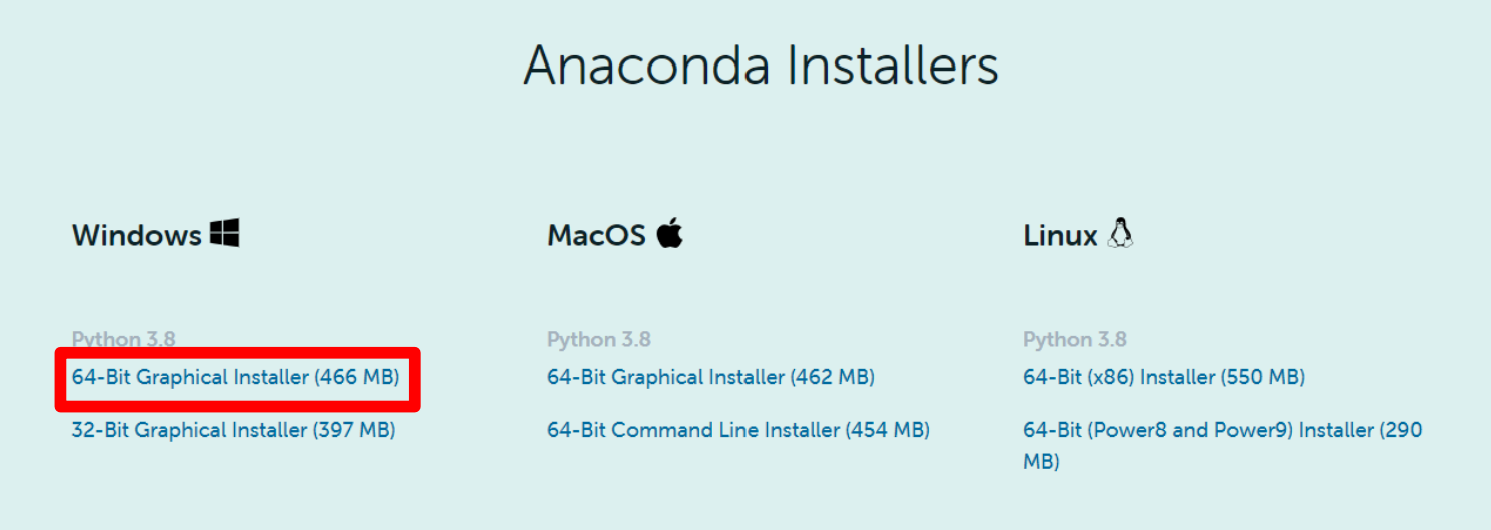 Anaconda Installers
Windows
Python 3.8
64-Bit Graphical Installer (466 MB)
32-Bit Graphical Installer (397 MB)
MacOS
Python 3.8
64-Bit Graphical Installer (462 MB)
64-Bit Command Line Installer (454 MB)
Linux
Python 3.8
64-Bit (x86) Installer (550 MB)
64-Bit (Power8 and Power9) Installer (290
MB)